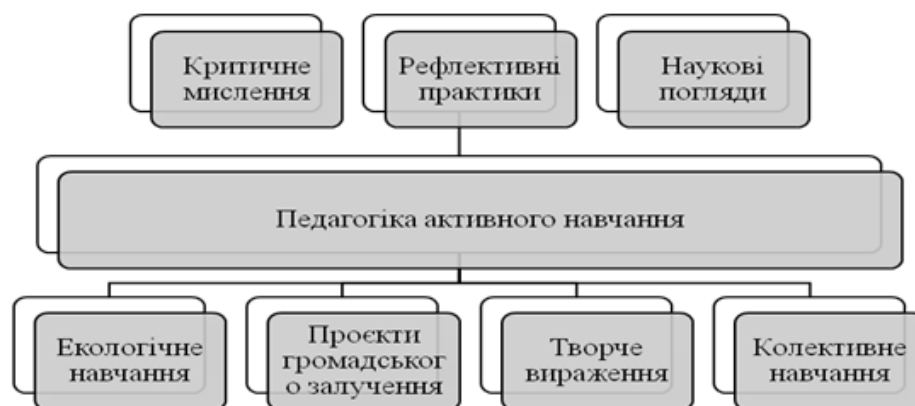 Критичне
мислення
Рефлективні
практики
Наукові
погляди
Педагогіка активного навчання
Екологічне
навчання
Проєкти
громадськог
о залучення
Творче
вираження
Колективне
навчання